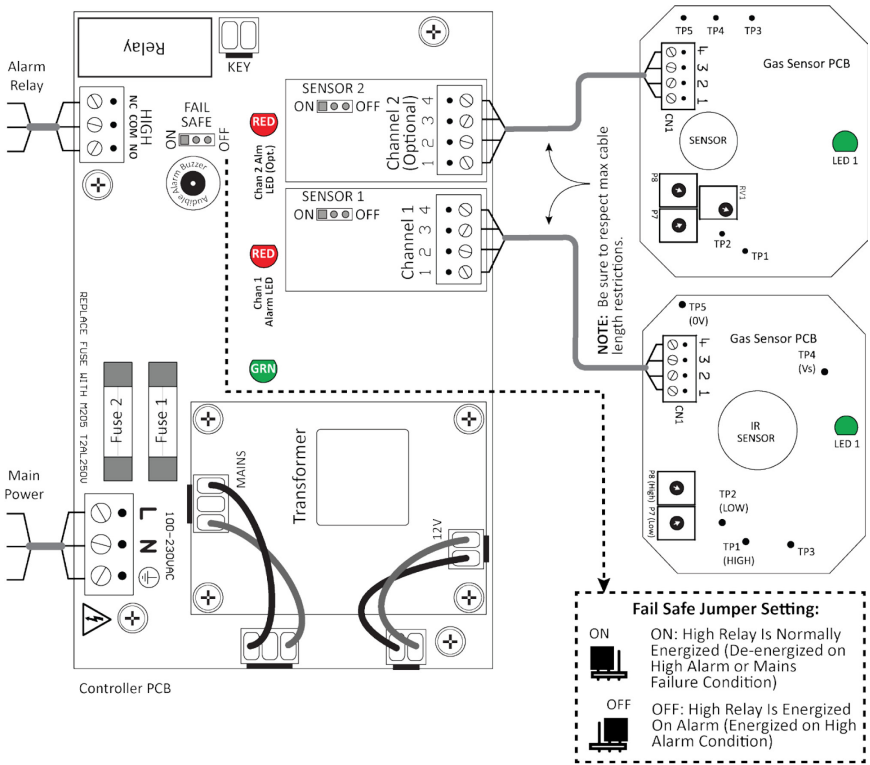 Relay
KEY
Alarm
Relay
NC COM NO
HIGH
FAIL
SAFE
ON
OFF
Audible Alarm Buzzer
RED
Chan 2 Alm
LED (Opt.)
SENSOR 2
ON OFF
Channel 2
(Optional)
4
3
2
1
SENSOR 1
ON OFF
Channel 1
4
3
2
1
RED
Chan 1
Alarm LED
GRN
NOTE: Be sure to respect max cable
length restrictions.
TP5
TP4
TP3
Gas Sensor PCB
4
3
2
1
CN1
SENSOR
LED 1
P8
P7
RV1
TP2
TP1
TP5
(0V)
Gas Sensor PCB
TP4
(Vs)
4
3
2
1
CN1
IR
SENSOR
LED 1
P8 (High)
P7 (Low)
TP2
(LOW)
TP1
(HIGH)
TP3
REPLACE FUSE WITH M205 T2AL250V
Fuse 2
Fuse 1
Main
Power
L
N
100-230VAC
MAINS
Transformer
12V
Controller PCB
Fail Safe Jumper Setting:
ON
ON: High Relay Is Normally
Energized (De-energized on
High Alarm or Mains
Failure Condition)
OFF
OFF: High Relay Is Energized
On Alarm (Energized on High
Alarm Condition)